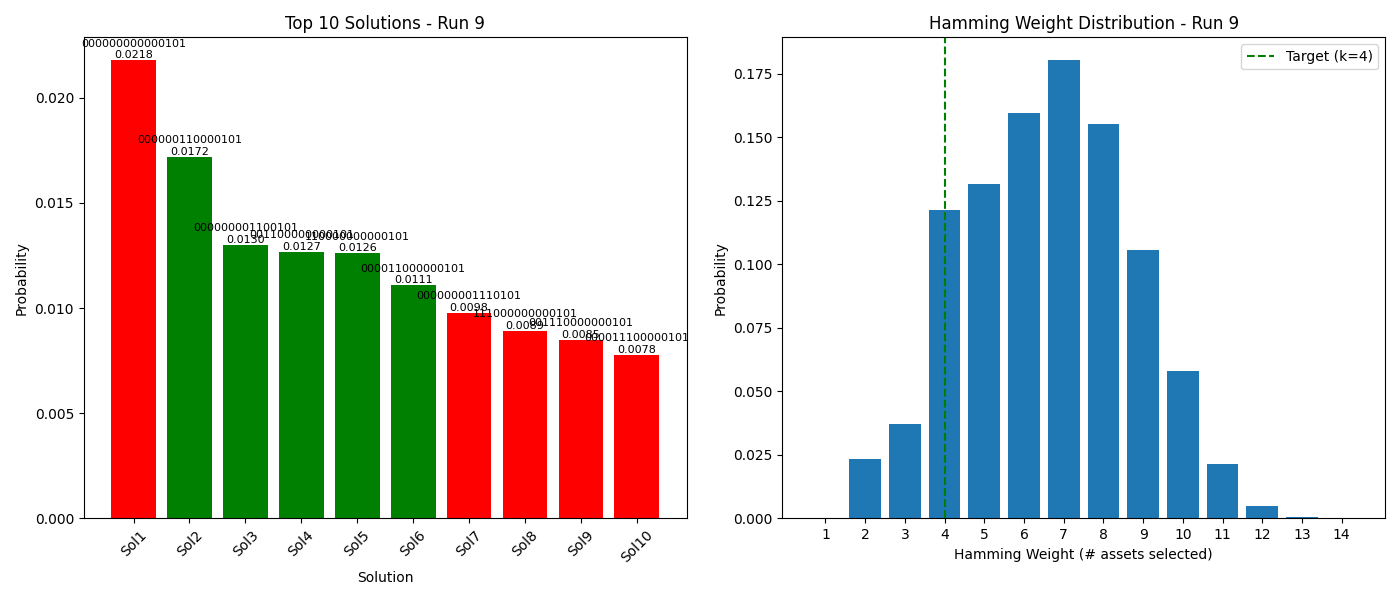 Top 10 Solutions - Run 9
000000000000101
0.0218
000000110000101
0.0172
000000001100101
0.0130
001100000000101
0.0127
110000000000101
0.0126
000011000000101
0.0111
000000001110101
0.0098
111000000000101
0.0089
001110000000101
0.0085
000011100000101
0.0078
Probability
0.020
0.015
0.010
0.005
0.000
Sol1
Sol2
Sol3
Sol4
Sol5
Sol6
Sol7
Sol8
Sol9
Sol10
Solution
Hamming Weight Distribution - Run 9
Target (k=4)
Probability
0.175
0.150
0.125
0.100
0.075
0.050
0.025
0.000
1 2 3 4 5 6 7 8 9 10 11 12 13 14
Hamming Weight (# assets selected)